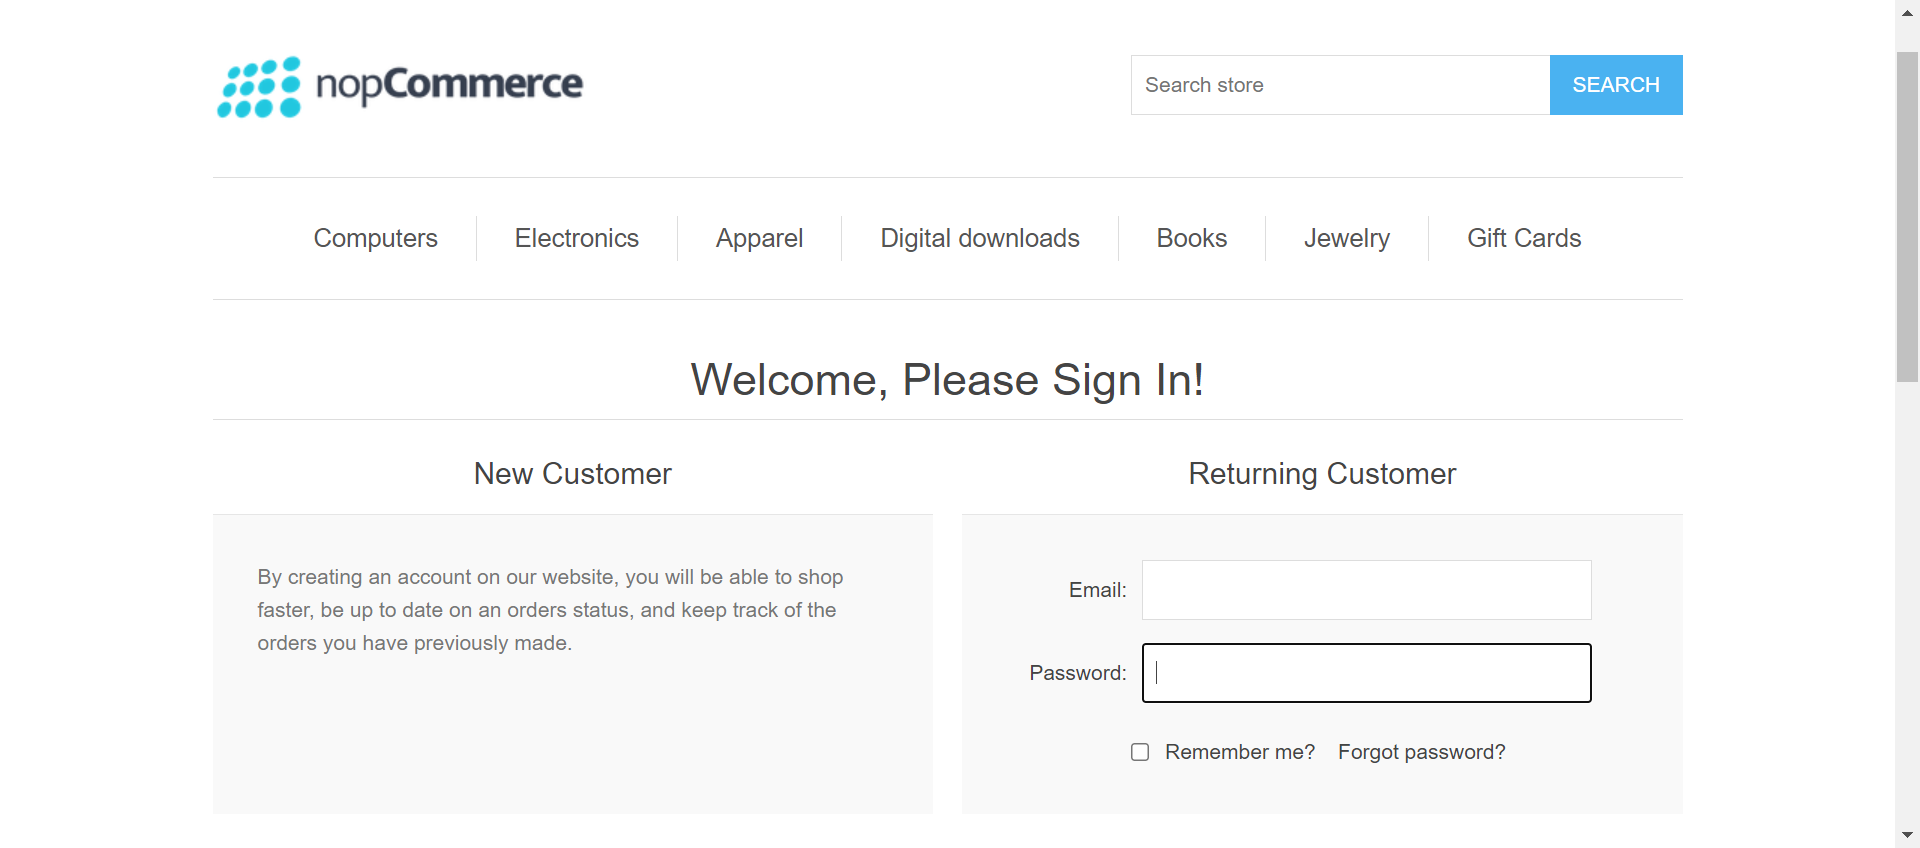 nopCommerce
Search store
SEARCH
Computers
Electronics
Apparel
Digital downloads
Books
Jewelry
Gift Cards
Welcome, Please Sign In!
New Customer
By creating an account on our website, you will be able to shop
faster, be up to date on an orders status, and keep track of the
orders you have previously made.
Returning Customer
Email:
Password:
Remember me?
Forgot password?